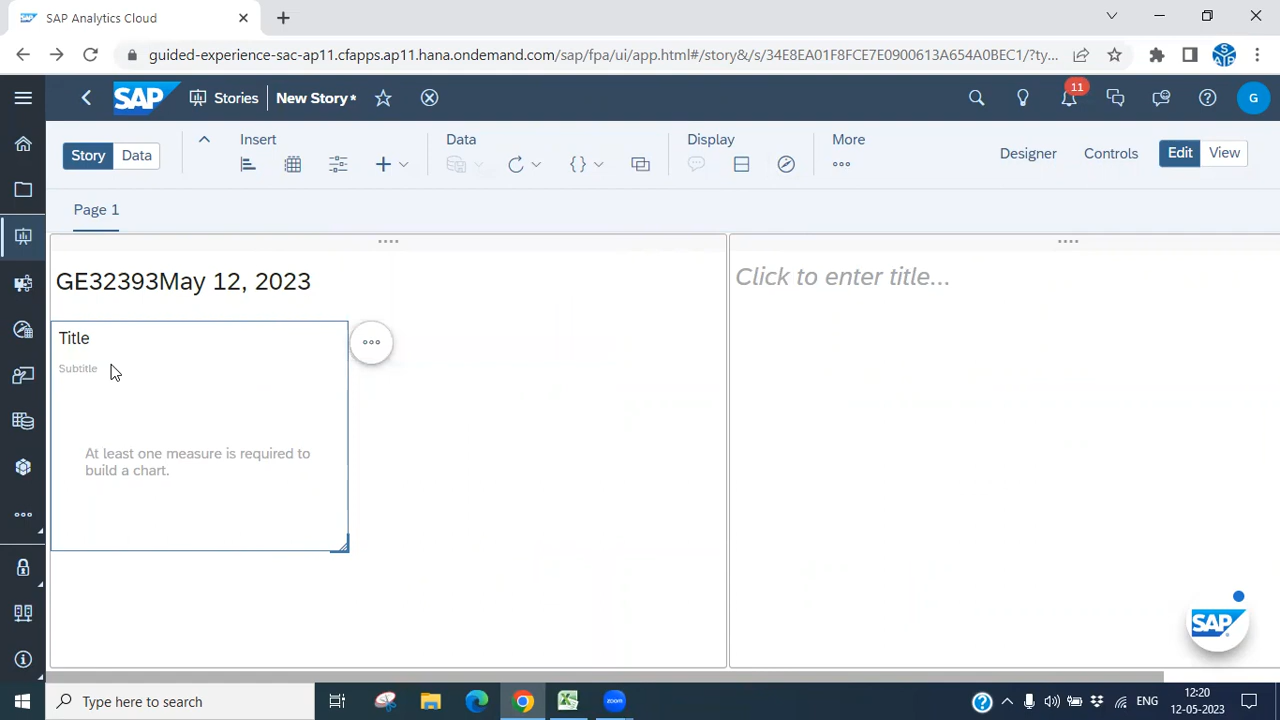 SAP Analytics Cloud
guided-experience-sac-ap11.cfapps.ap11.hana.ondemand.com/sap/fpa/ui/app.html#/story&/s/34E8EA01F8FCE7E0900613A654A0BEC1/?ty...
SAP Stories New Story* 11 G
Story Data Insert Data Display More Designer Controls Edit View
Page 1
GE32393May 12, 2023
Click to enter title...
Title
Subtitle
At least one measure is required to
build a chart.
SAP
Type here to search
zoom
ENG
12:20
12-05-2023